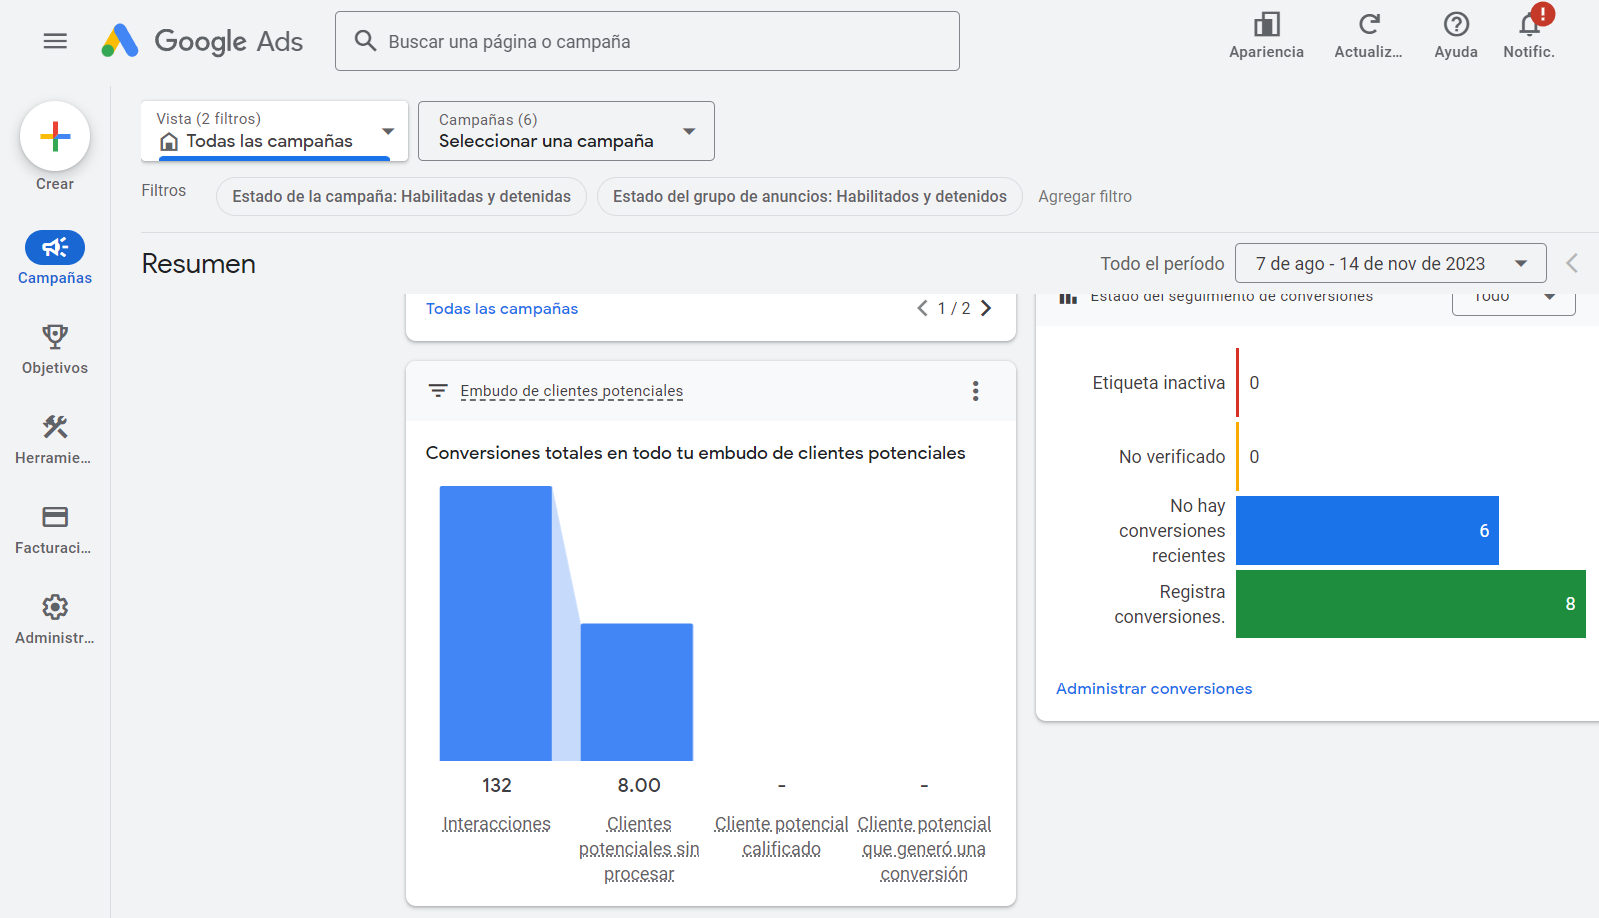 Google Ads
Buscar una página o campaña
Apariencia
Actualiz...
Ayuda
!
Notific.
Crear
Campañas
Objetivos
Herramie...
Facturaci...
Administr...
Vista (2 filtros)
Todas las campañas
Campañas (6)
Seleccionar una campaña
Filtros
Estado de la campaña: Habilitadas y detenidas
Estado del grupo de anuncios: Habilitados y detenidos
Agregar filtro
Resumen
Todo el período
7 de ago - 14 de nov de 2023
Todas las campañas
1 / 2
Embudo de clientes potenciales
Conversiones totales en todo tu embudo de clientes potenciales
132
8.00
-
-
Interacciones
Clientes
potenciales sin
procesar
Cliente potencial
calificado
Cliente potencial
que generó una
conversión
Estado del seguimiento de conversiones
Todo
Etiqueta inactiva
0
No verificado
0
No hay
conversiones
recientes
6
Registra
conversiones.
8
Administrar conversiones